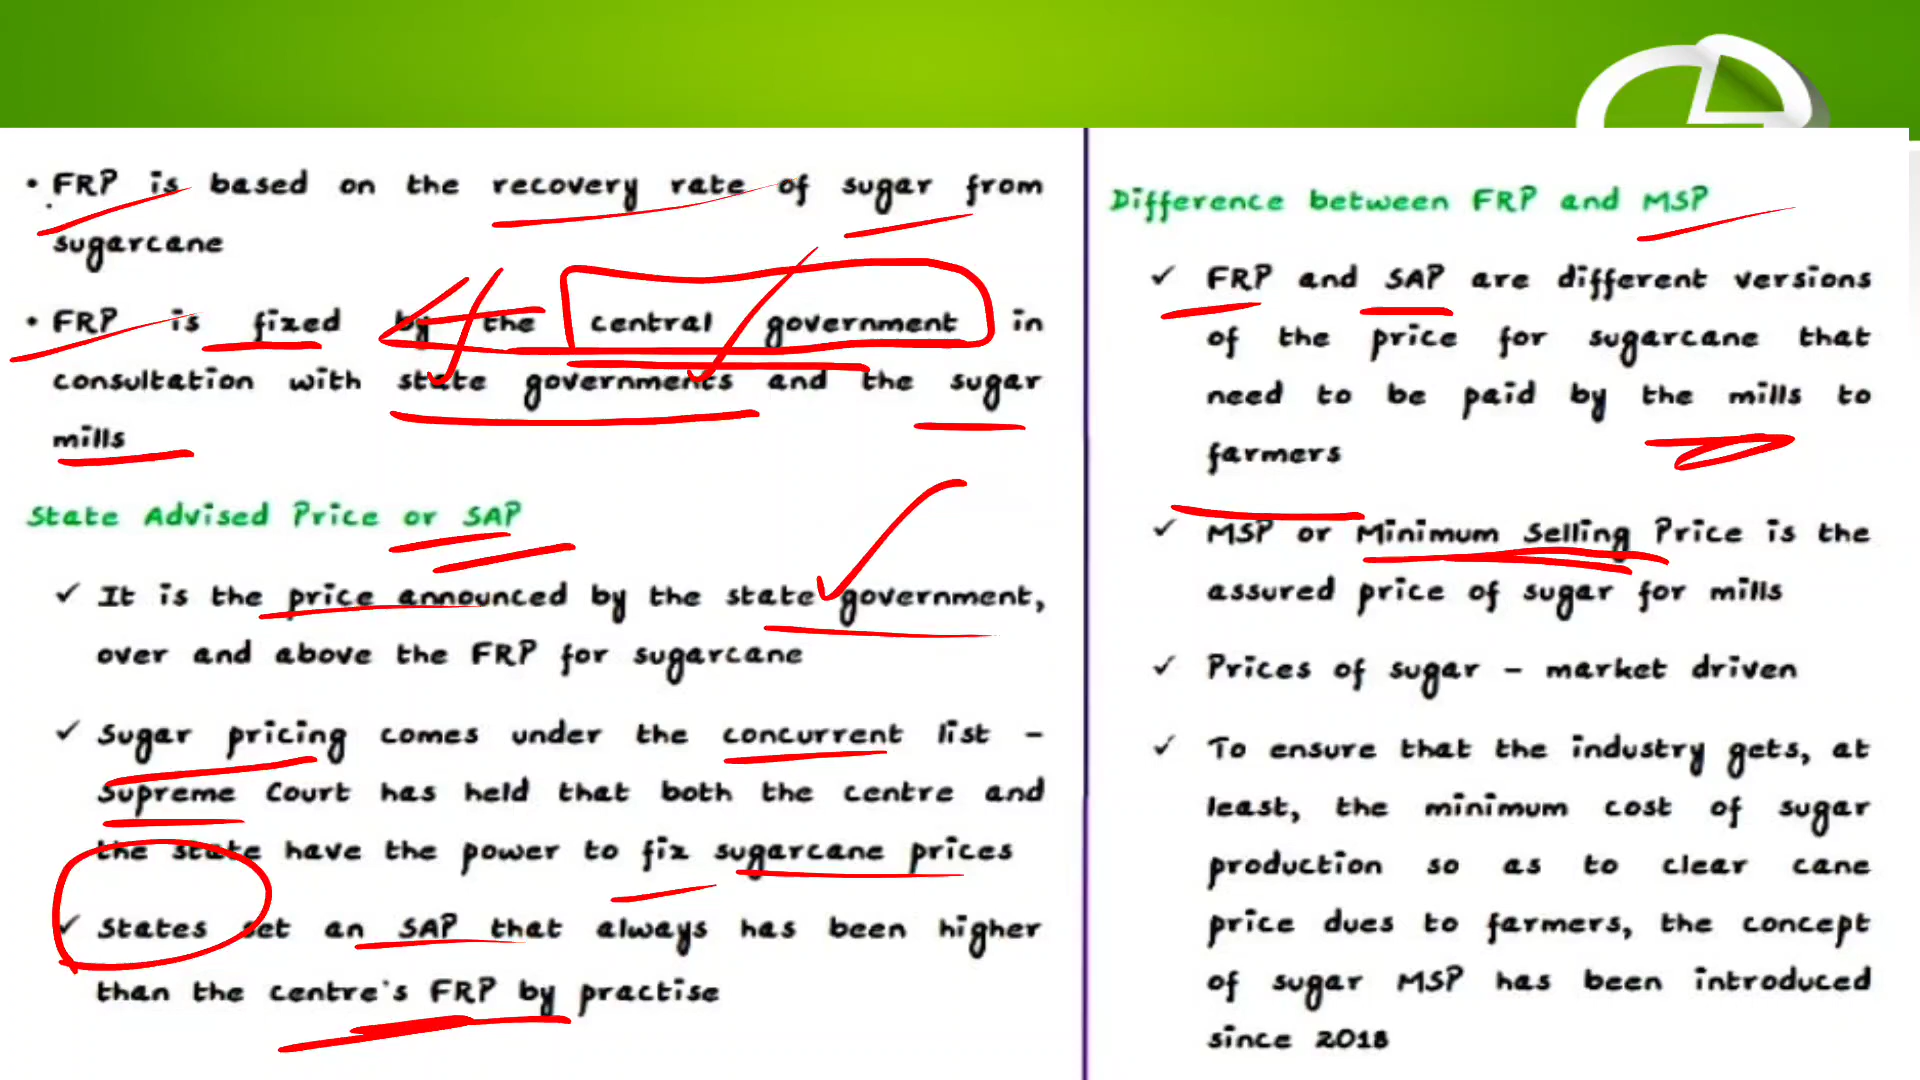 • FRP is based on the recovery rate of sugar from
sugarcane
• FRP is fixed by the central government in
consultation with state governments and the sugar
mills
State Advised Price or SAP
✓ It is the price announced by the state government,
over and above the FRP for sugarcane
✓ Sugar pricing comes under the concurrent list –
Supreme Court has held that both the centre and
the state have the power to fix sugarcane prices
✓ States set an SAP that always has been higher
than the centre's FRP by practise
Difference between FRP and MSP
✓ FRP and SAP are different versions
of the price for sugarcane that
need to be paid by the mills to
farmers
✓ MSP or Minimum Selling Price is the
assured price of sugar for mills
✓ Prices of sugar – market driven
✓ To ensure that the industry gets, at
least, the minimum cost of sugar
production so as to clear cane
price dues to farmers, the concept
of sugar MSP has been introduced
since 2018